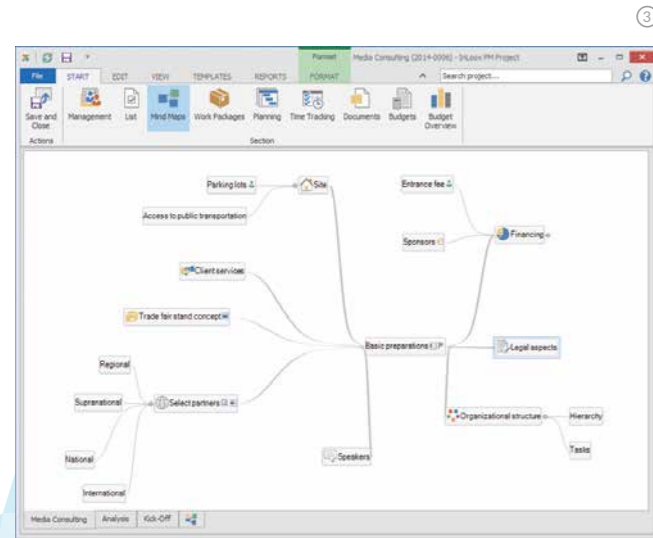 3
Format
Media Consulting (2014-0006) - InLoox PM Project
File START EDIT VIEW TEMPLATES REPORTS FORMAT Search project...
Save and Close
Management
List
Mind Maps
Work Packages
Planning
Time Tracking
Documents
Budgets
Budget Overview
Actions Section
Parking lots
Site
Entrance fee
Access to public transportation
Financing
Sponsors
Client services
Trade fair stand concept
Basic preparations
Legal aspects
Regional
Supranational
Select partners
Organizational structure
Hierarchy
Tasks
National
Speakers
International
Media Consulting Analysis Kick-Off